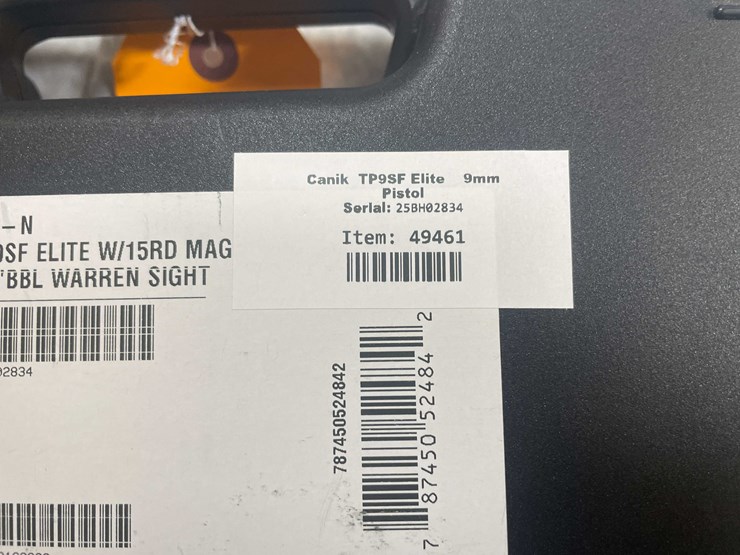 Canik TP9SF Elite 9mm
Pistol
Serial: 25BH02834
Item: 49461
-N
9SF ELITE W/15RD MAG
"BBL WARREN SIGHT
02834
787450524842
7 87450 52484 2